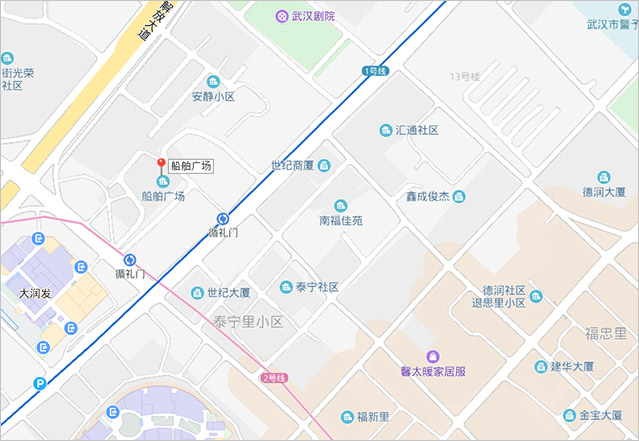 解放大道
武汉剧院
武汉市警予
街光荣
社区
1号线
13号楼
安静小区
汇通社区
船舶广场
世纪商厦
船舶广场
鑫成俊杰
德润大厦
循礼门
南福佳苑
循礼门
大润发
世纪大厦
泰宁社区
德润社区
退思里小区
泰宁里小区
福忠里
馨太暖家居服
建华大厦
2号线
P
福新里
金宝大厦